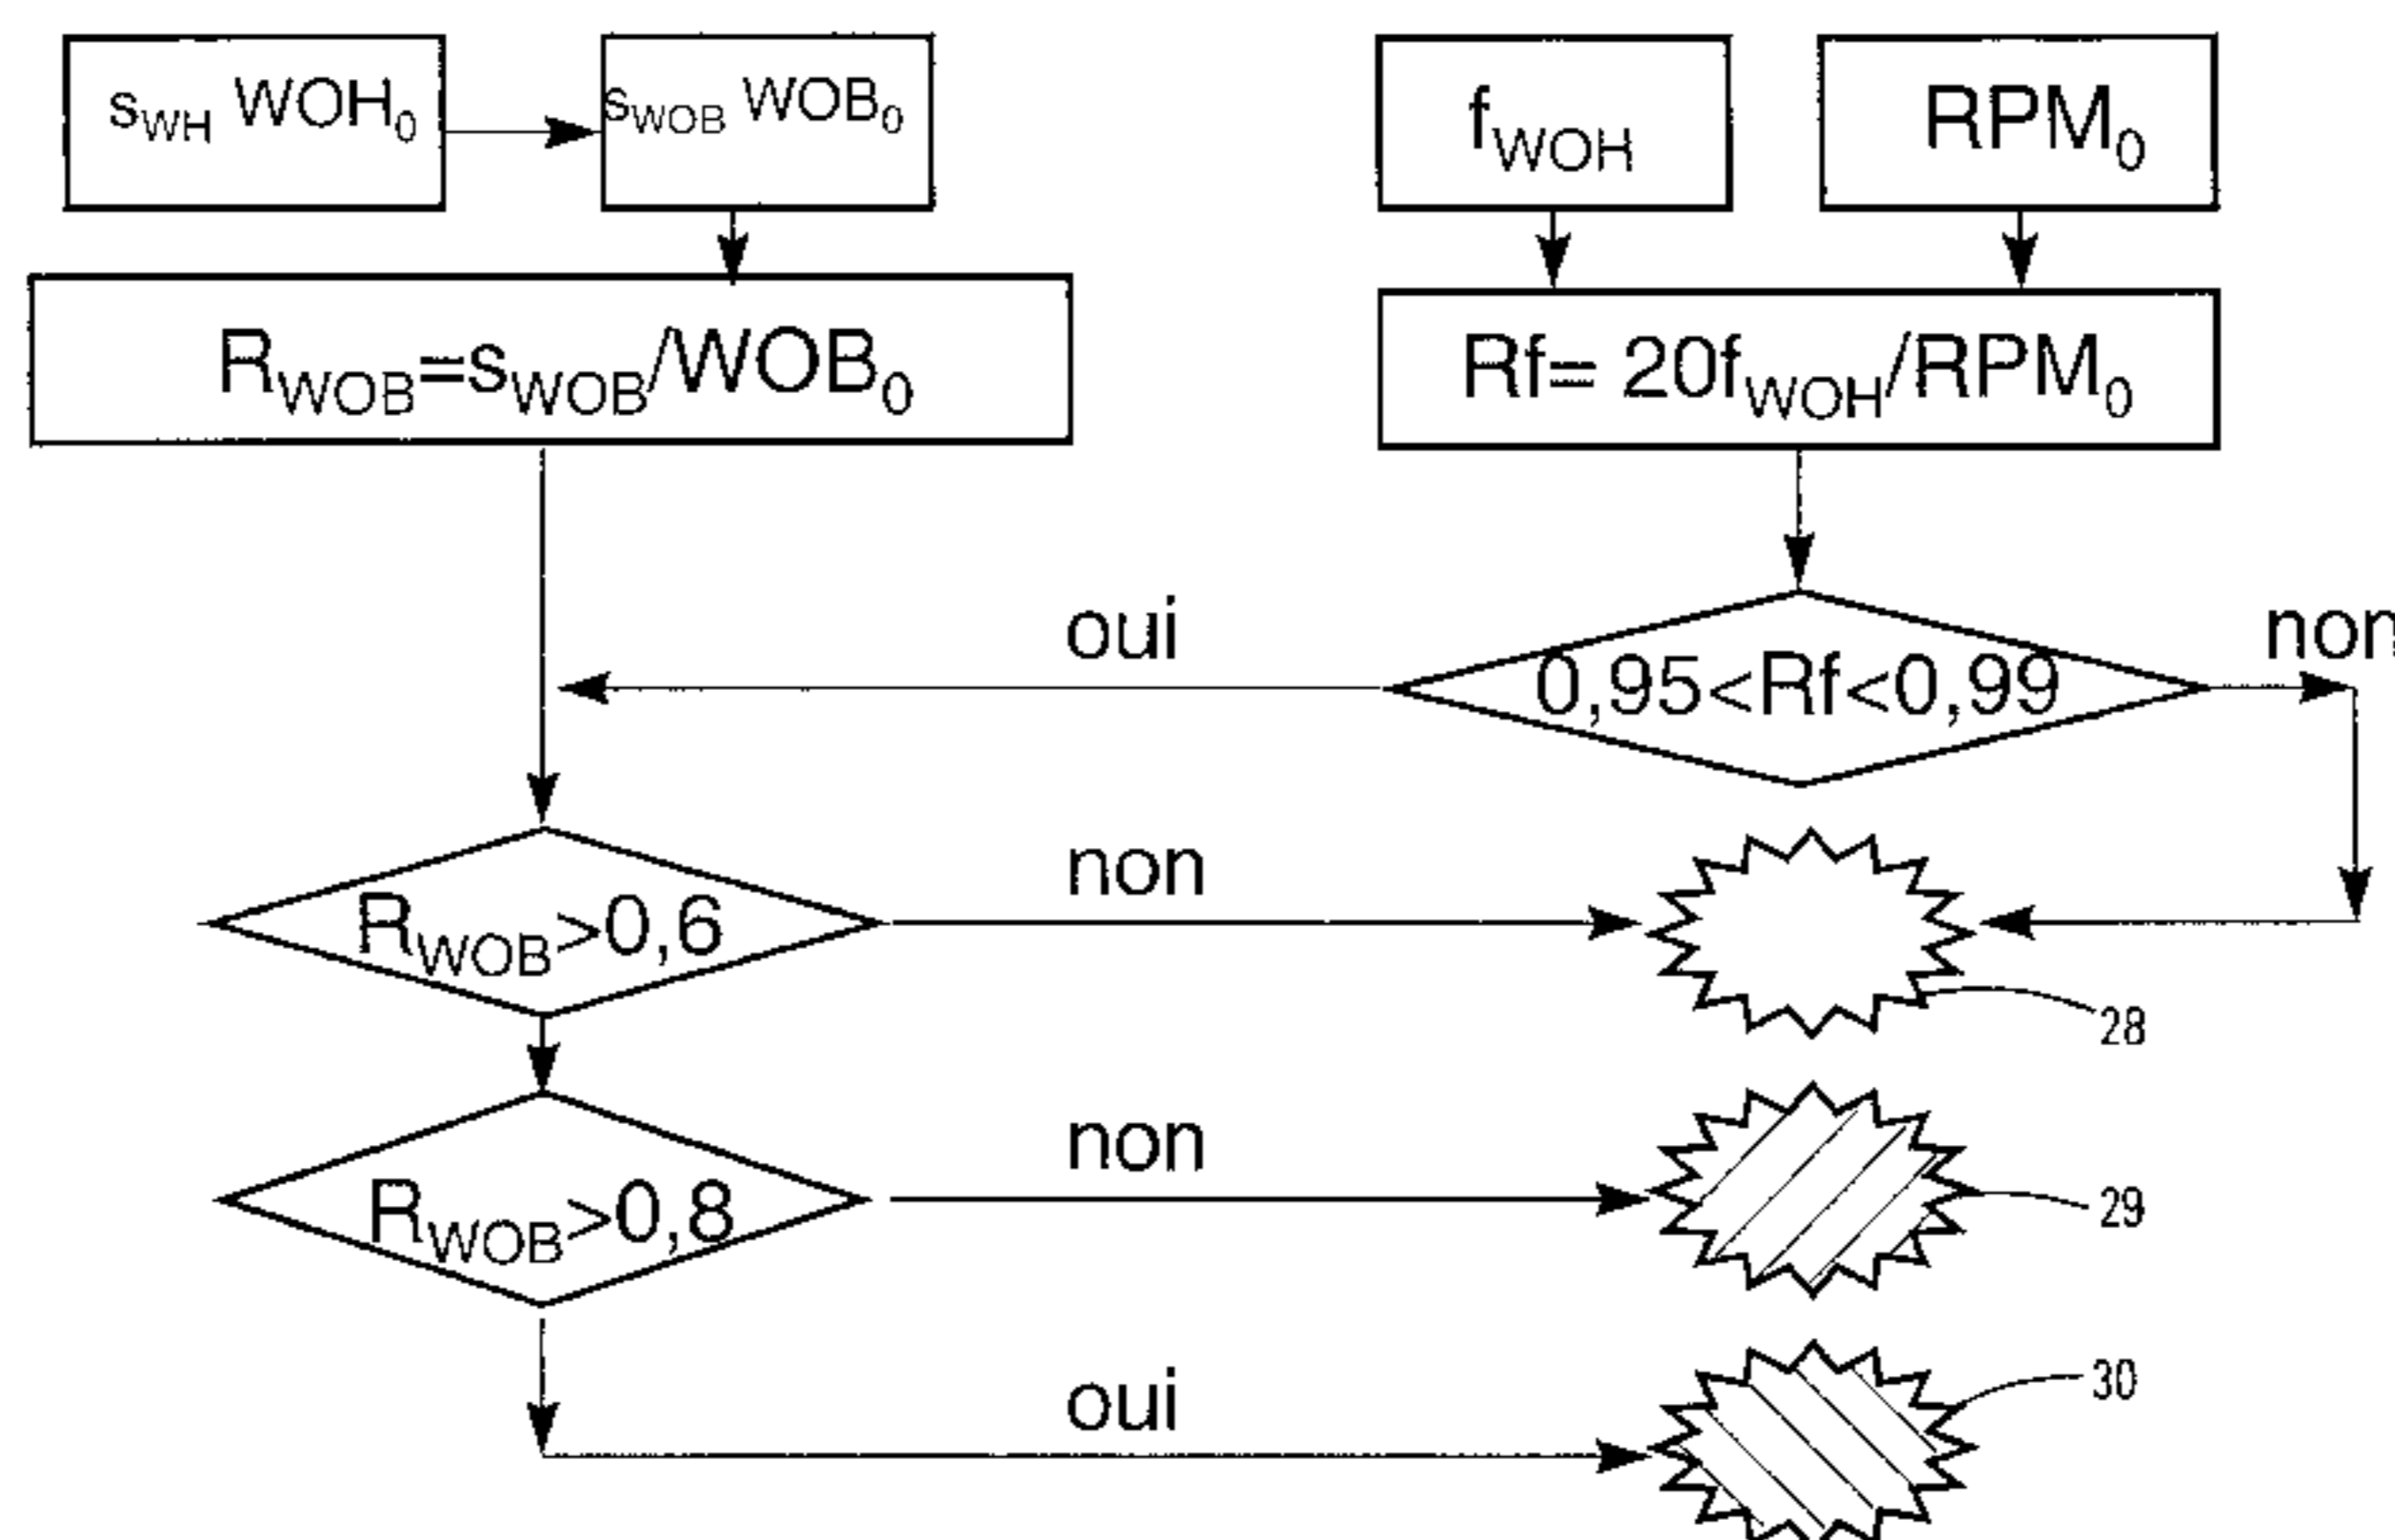 sWH WOH0
sWOB WOB0
fWOH
RPM0
RWOB=sWOB/WOB0
Rf= 20fWOH/RPM0
oui
non
0,95<Rf<0,99
non
RWOB>0,6
28
non
RWOB>0,8
29
30
oui